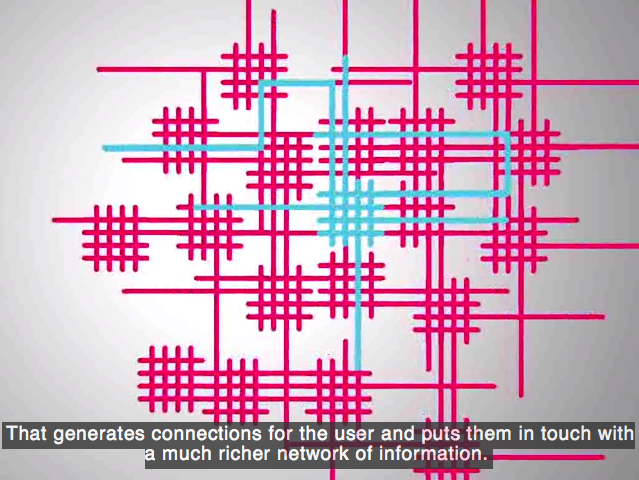 That generates connections for the user and puts them in touch with
a much richer network of information.